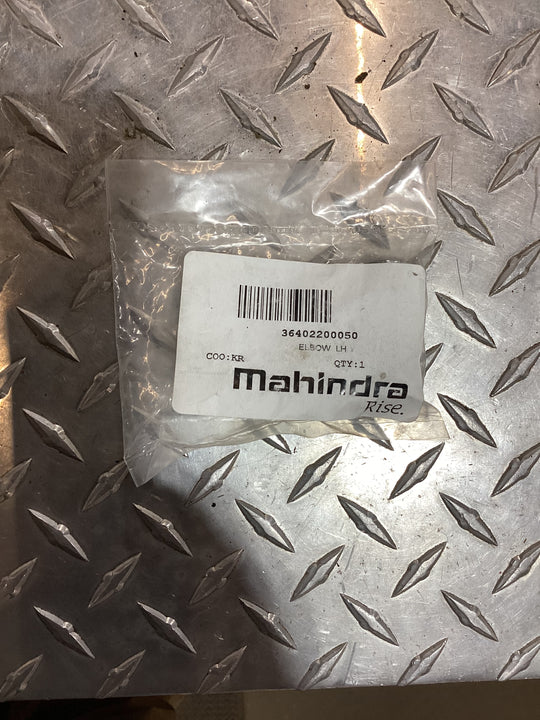 36402200050
ELBOW LH
COO:KR QTY:1
Mahindra
Rise.